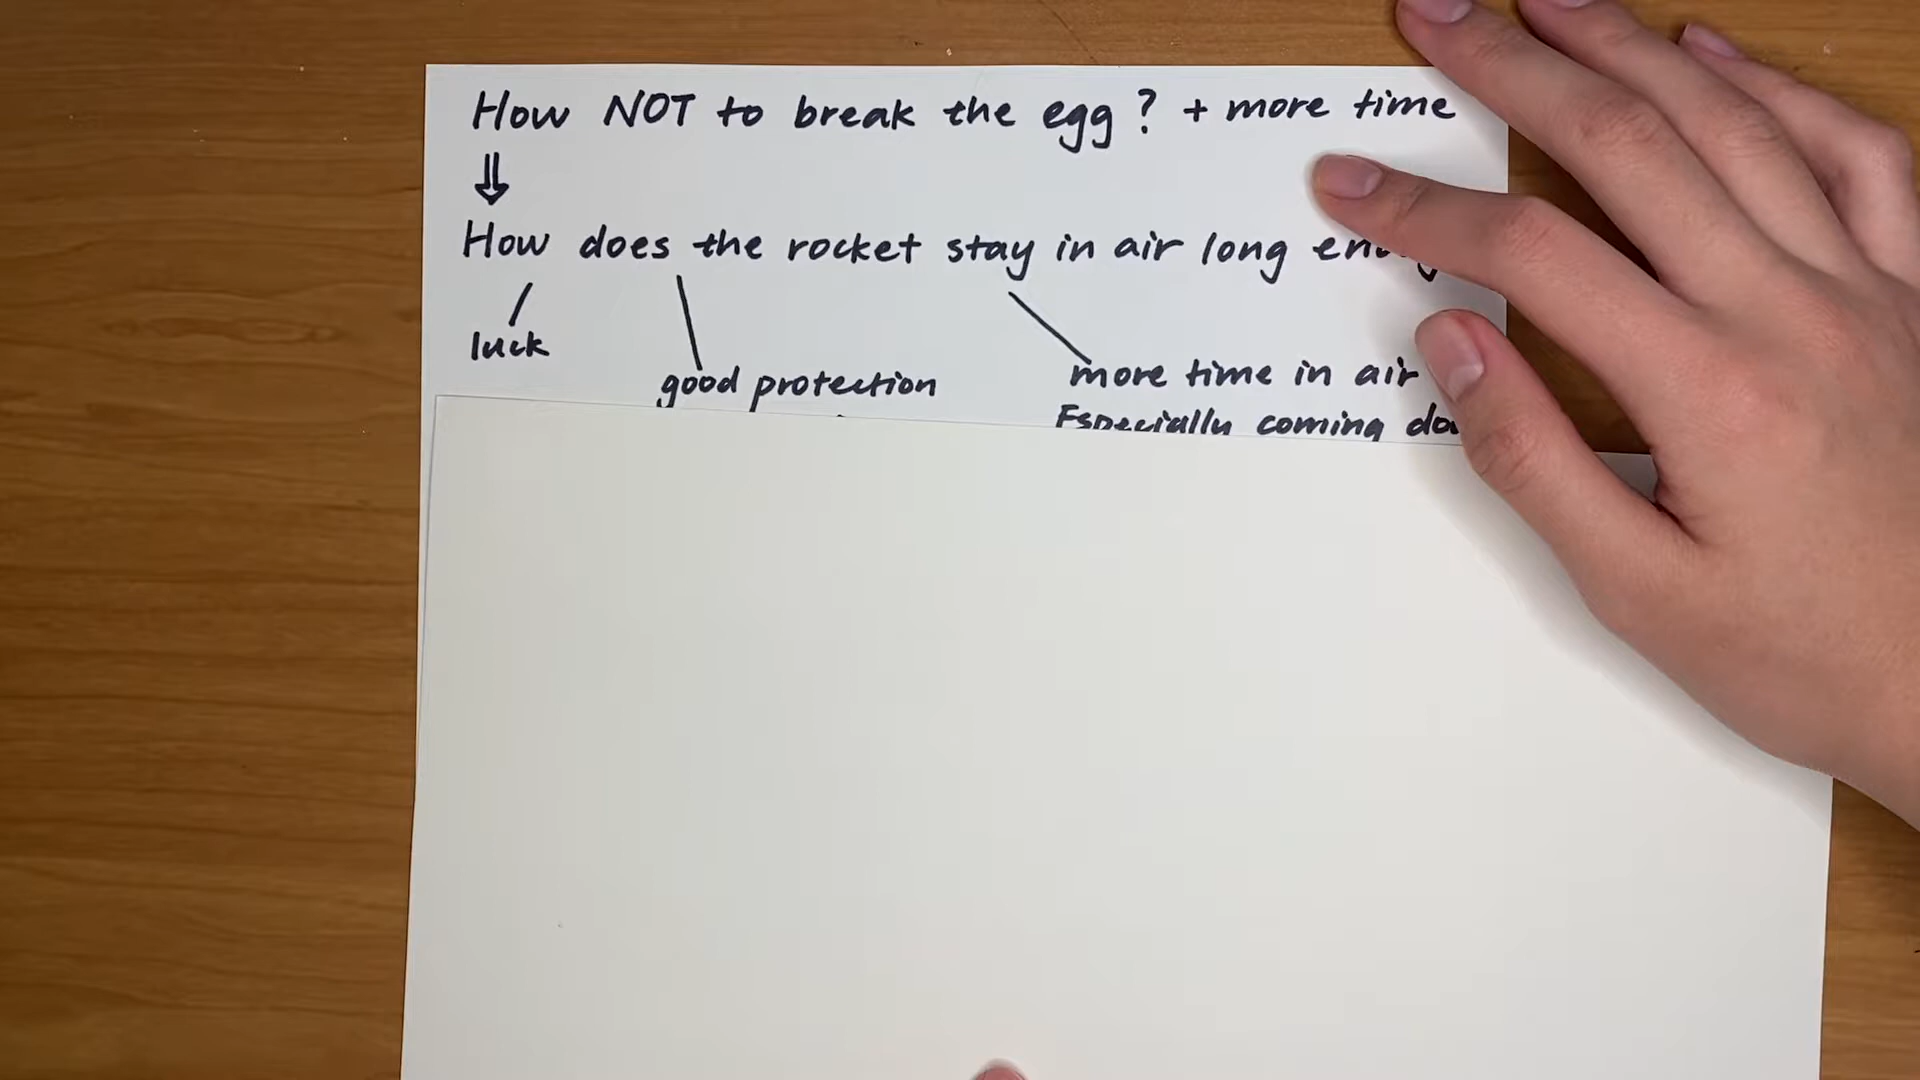 How NOT to break the egg? + more time
⇓
How does the rocket stay in air long
luck
good protection
more time in air
Especially coming